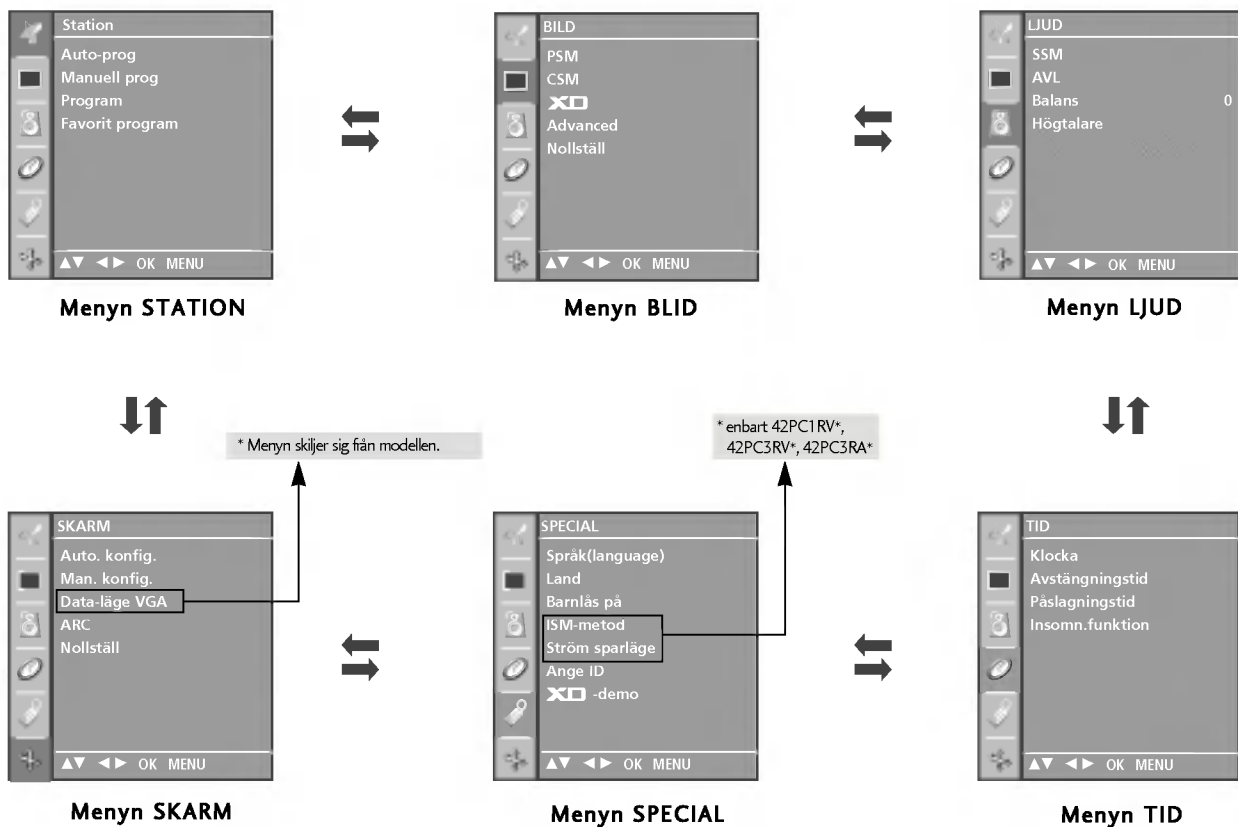 Station
Auto-prog
Manuell prog
Program
Favorit program
▲▼ ◄► OK MENU
Menyn STATION
BILD
PSM
CSM
XD
Advanced
Nollställ
▲▼ ◄► OK MENU
Menyn BLID
LJUD
SSM
AVL
Balans 0
Högtalare
▲▼ ◄► OK MENU
Menyn LJUD
* Menyn skiljer sig från modellen.
* enbart 42PC1RV*,
42PC3RV*, 42PC3RA*
SKARM
Auto. konfig.
Man. konfig.
Data-läge VGA
ARC
Nollställ
▲▼ ◄► OK MENU
Menyn SKARM
SPECIAL
Språk(language)
Land
Barnlås på
ISM-metod
Ström sparläge
Ange ID
XD -demo
▲▼ ◄► OK MENU
Menyn SPECIAL
TID
Klocka
Avstängningstid
Påslagningstid
Insomn.funktion
▲▼ ◄► OK MENU
Menyn TID